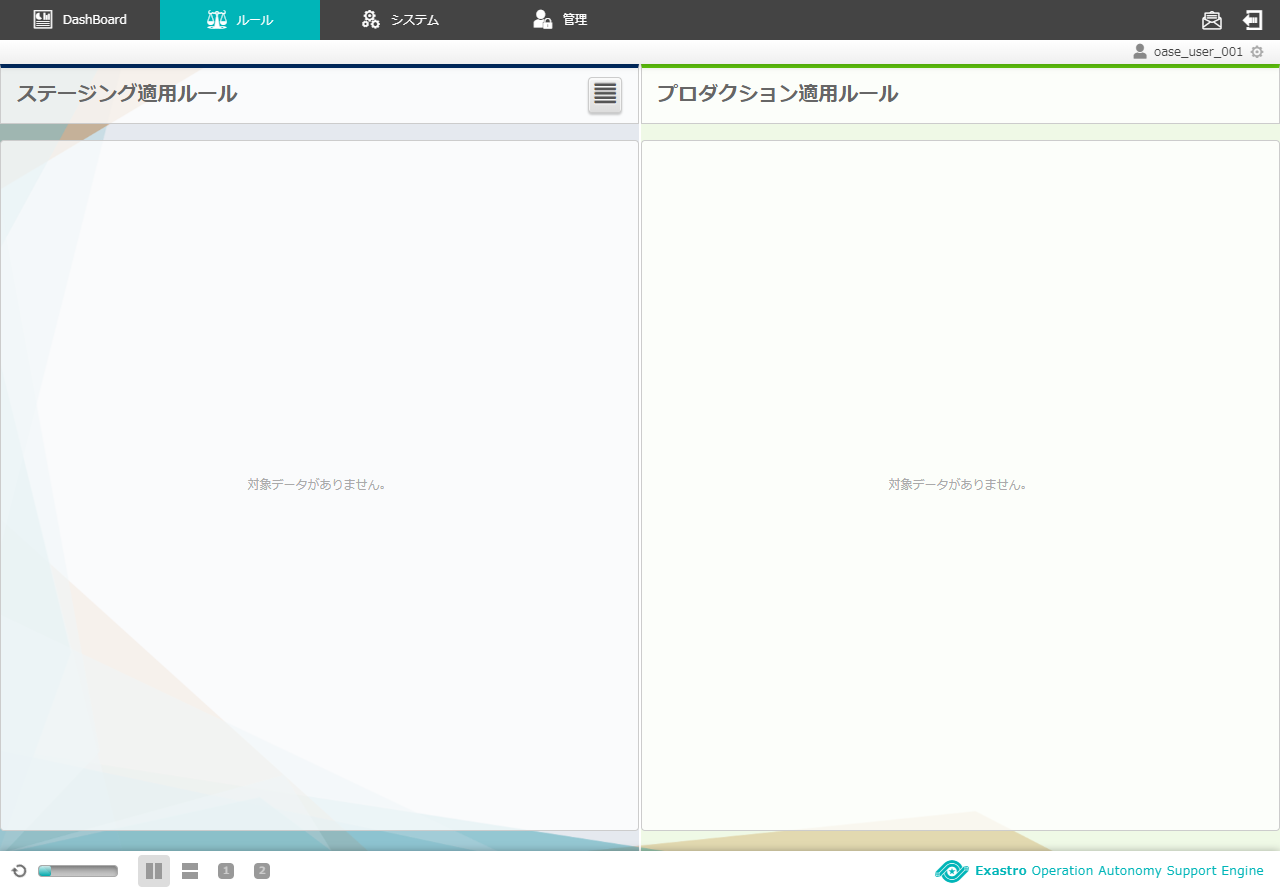 DashBoard
ルール
システム
管理
oase_user_001
ステージング適用ルール
プロダクション適用ルール
対象データがありません。
対象データがありません。
1
2
Exastro Operation Autonomy Support Engine